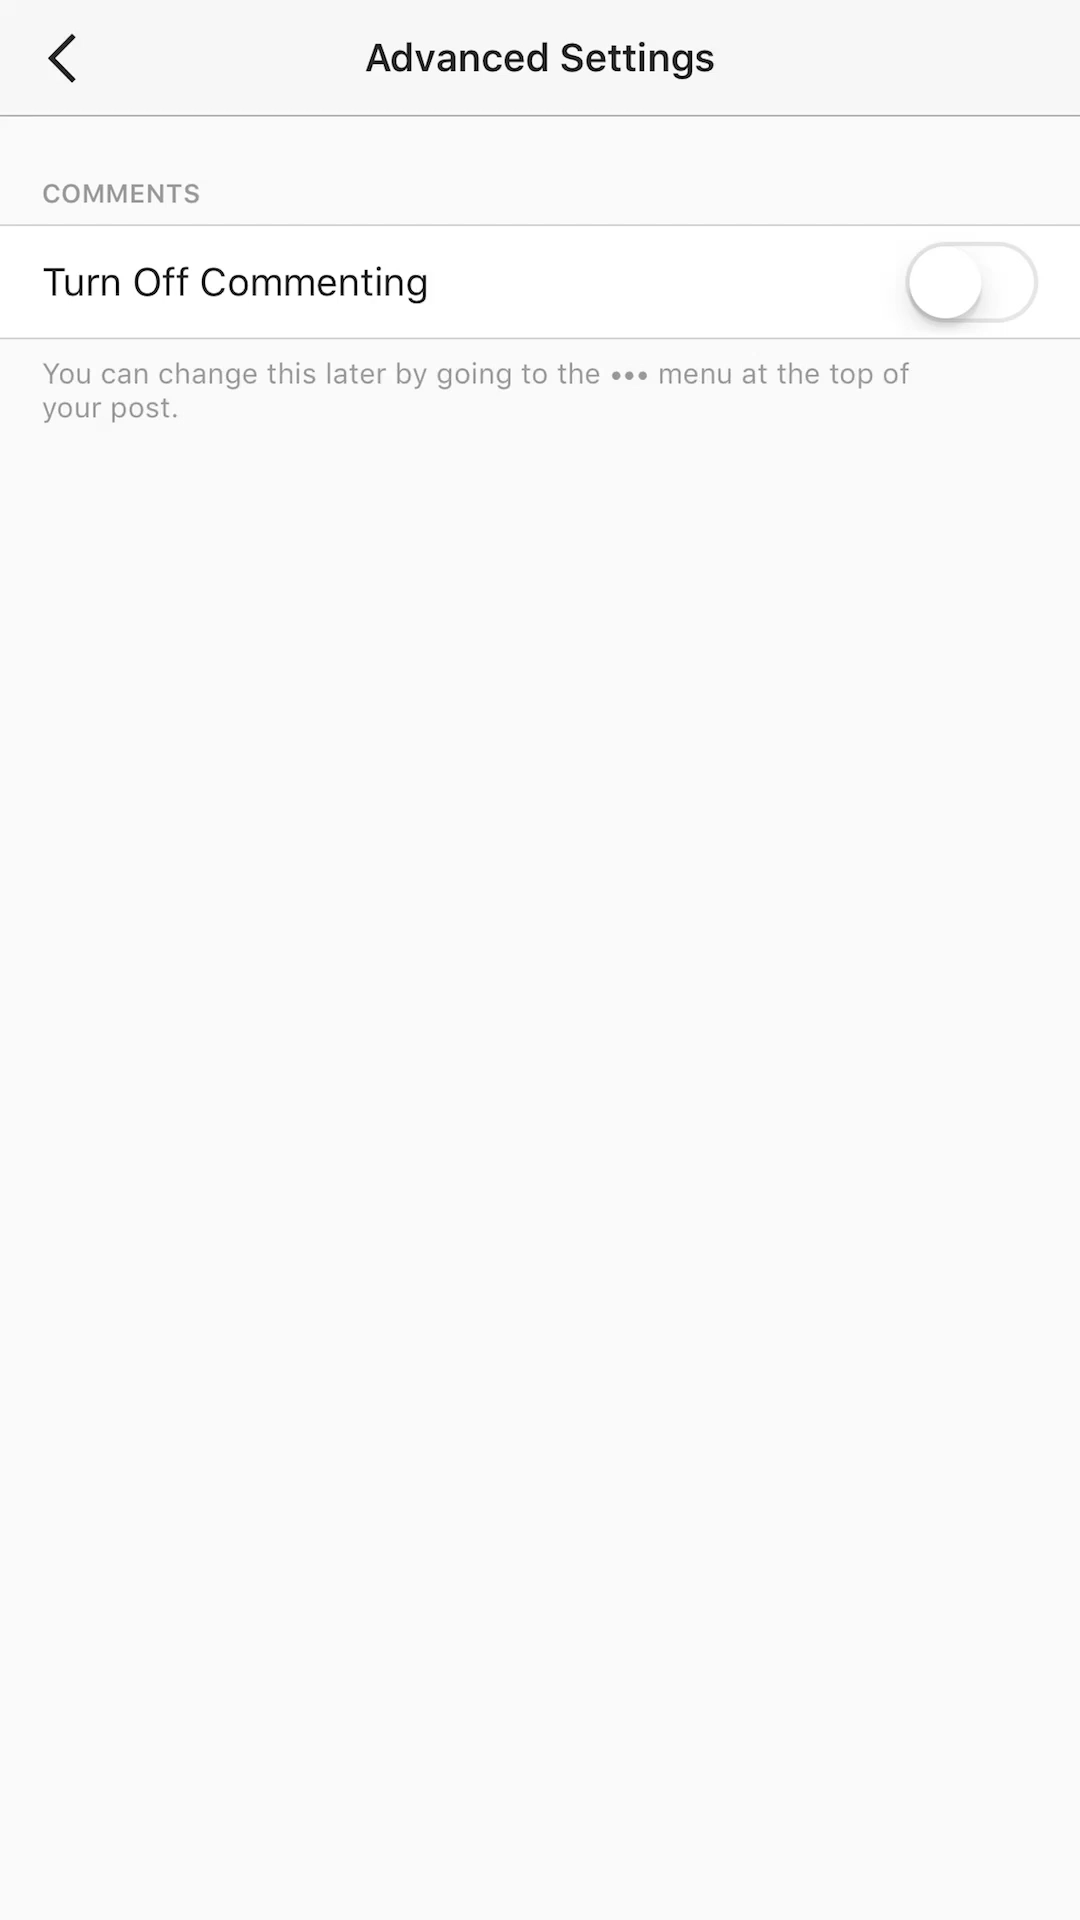 Advanced Settings
COMMENTS
Turn Off Commenting
You can change this later by going to the ••• menu at the top of
your post.